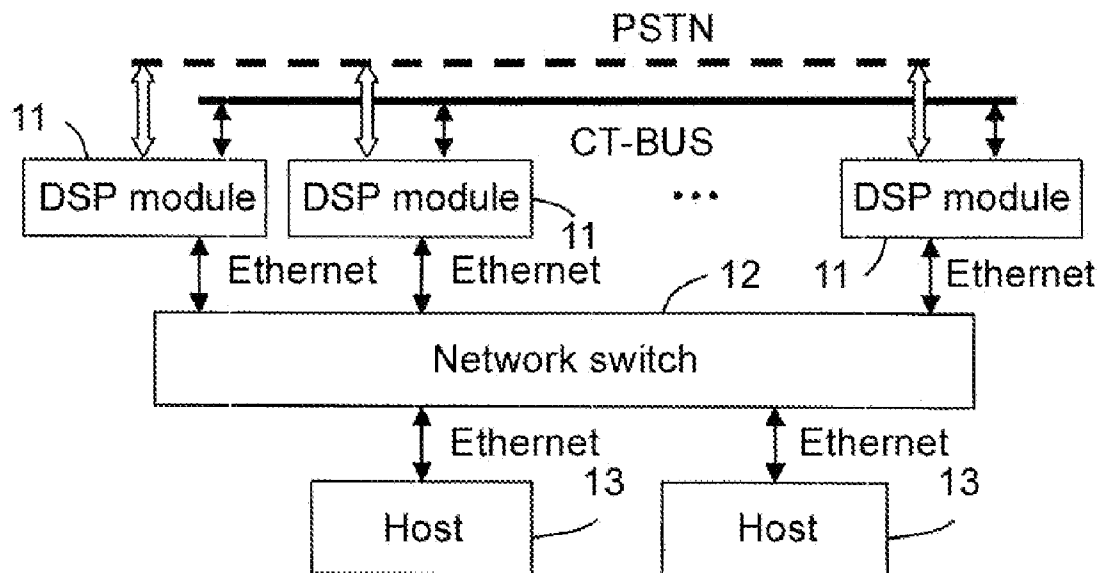 PSTN
11
CT-BUS
DSP module
DSP module
...
DSP module
11
11
Ethernet
Ethernet
12
Ethernet
Network switch
Ethernet
Ethernet
13
13
Host
Host